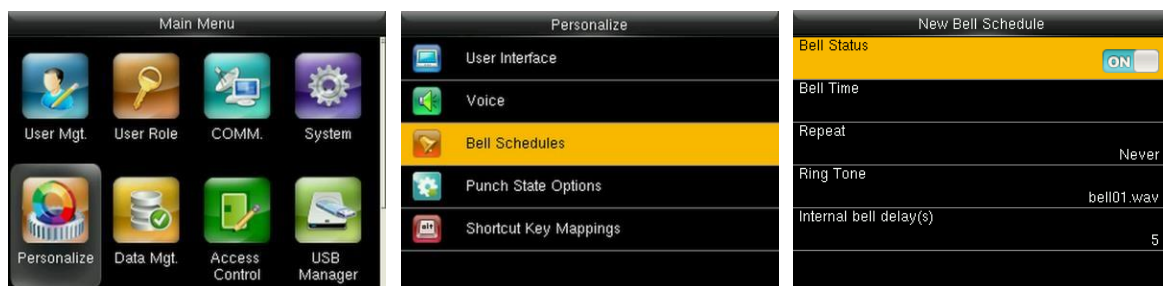 Main Menu
User Mgt.
User Role
COMM.
System
Personalize
Data Mgt.
Access
Control
USB
Manager
Personalize
User Interface
Voice
Bell Schedules
Punch State Options
alt
Shortcut Key Mappings
New Bell Schedule
Bell Status
ON
Bell Time
Repeat
Never
Ring Tone
bell01.wav
Internal bell delay(s)
5